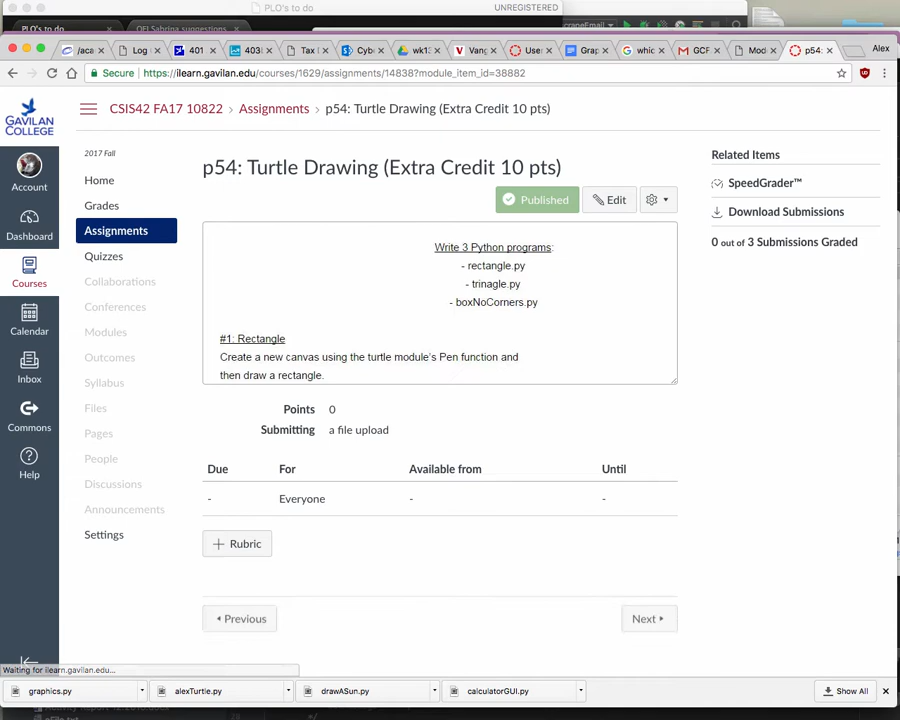 PLO's to do
UNREGISTERED
PLO's to do
OEI Sabrina suggestions
/aca
Log
401
403
Tax
Cyb
wk13
Vang
Use
Grap
whic
GCF
Mod
p54:
Alex
Secure
https://ilearn.gavilan.edu/courses/1629/assignments/14838?module_item_id=38882
GAVILAN
COLLEGE
CSIS42 FA17 10822 › Assignments › p54: Turtle Drawing (Extra Credit 10 pts)
2017 Fall
Account
Dashboard
Courses
Calendar
Inbox
Commons
Help
Home
Grades
Assignments
Quizzes
Collaborations
Conferences
Modules
Outcomes
Syllabus
Files
Pages
People
Discussions
Announcements
Settings
p54: Turtle Drawing (Extra Credit 10 pts)
Published
Edit
Write 3 Python programs:
- rectangle.py
- trinagle.py
- boxNoCorners.py
#1: Rectangle
Create a new canvas using the turtle module's Pen function and
then draw a rectangle.
Points 0
Submitting a file upload
Due For Available from Until
- Everyone - -
+ Rubric
Previous
Next
Related Items
SpeedGrader™
Download Submissions
0 out of 3 Submissions Graded
Waiting for ilearn.gavilan.edu...
graphics.py
alexTurtle.py
drawASun.py
calculatorGUI.py
Show All